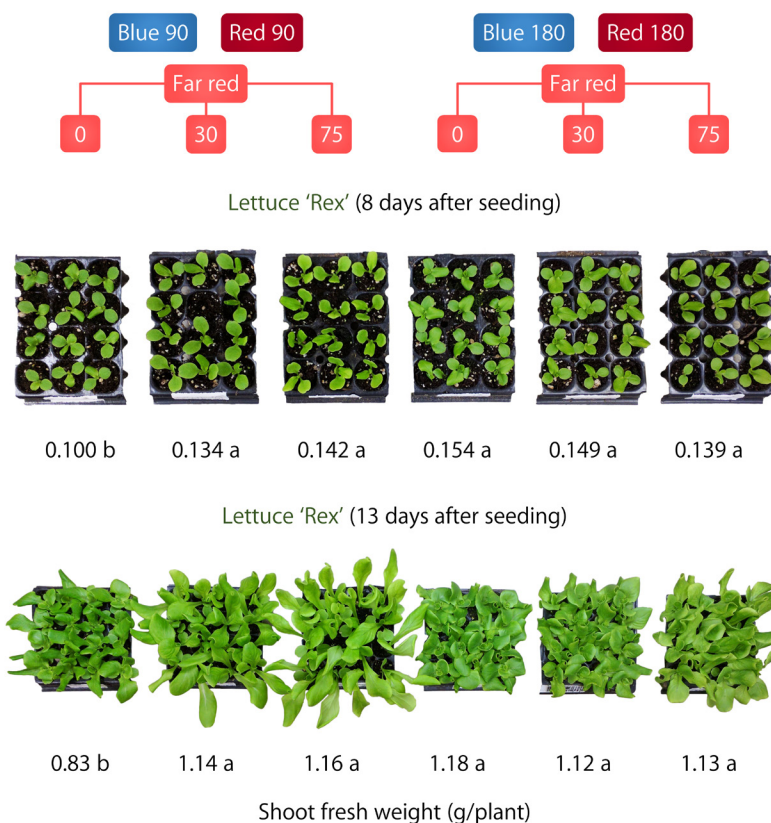 Blue 90 Red 90 Blue 180 Red 180
Far red Far red
0 30 75 0 30 75
Lettuce ‘Rex’ (8 days after seeding)
0.100 b 0.134 a 0.142 a 0.154 a 0.149 a 0.139 a
Lettuce ‘Rex’ (13 days after seeding)
0.83 b 1.14 a 1.16 a 1.18 a 1.12 a 1.13 a
Shoot fresh weight (g/plant)